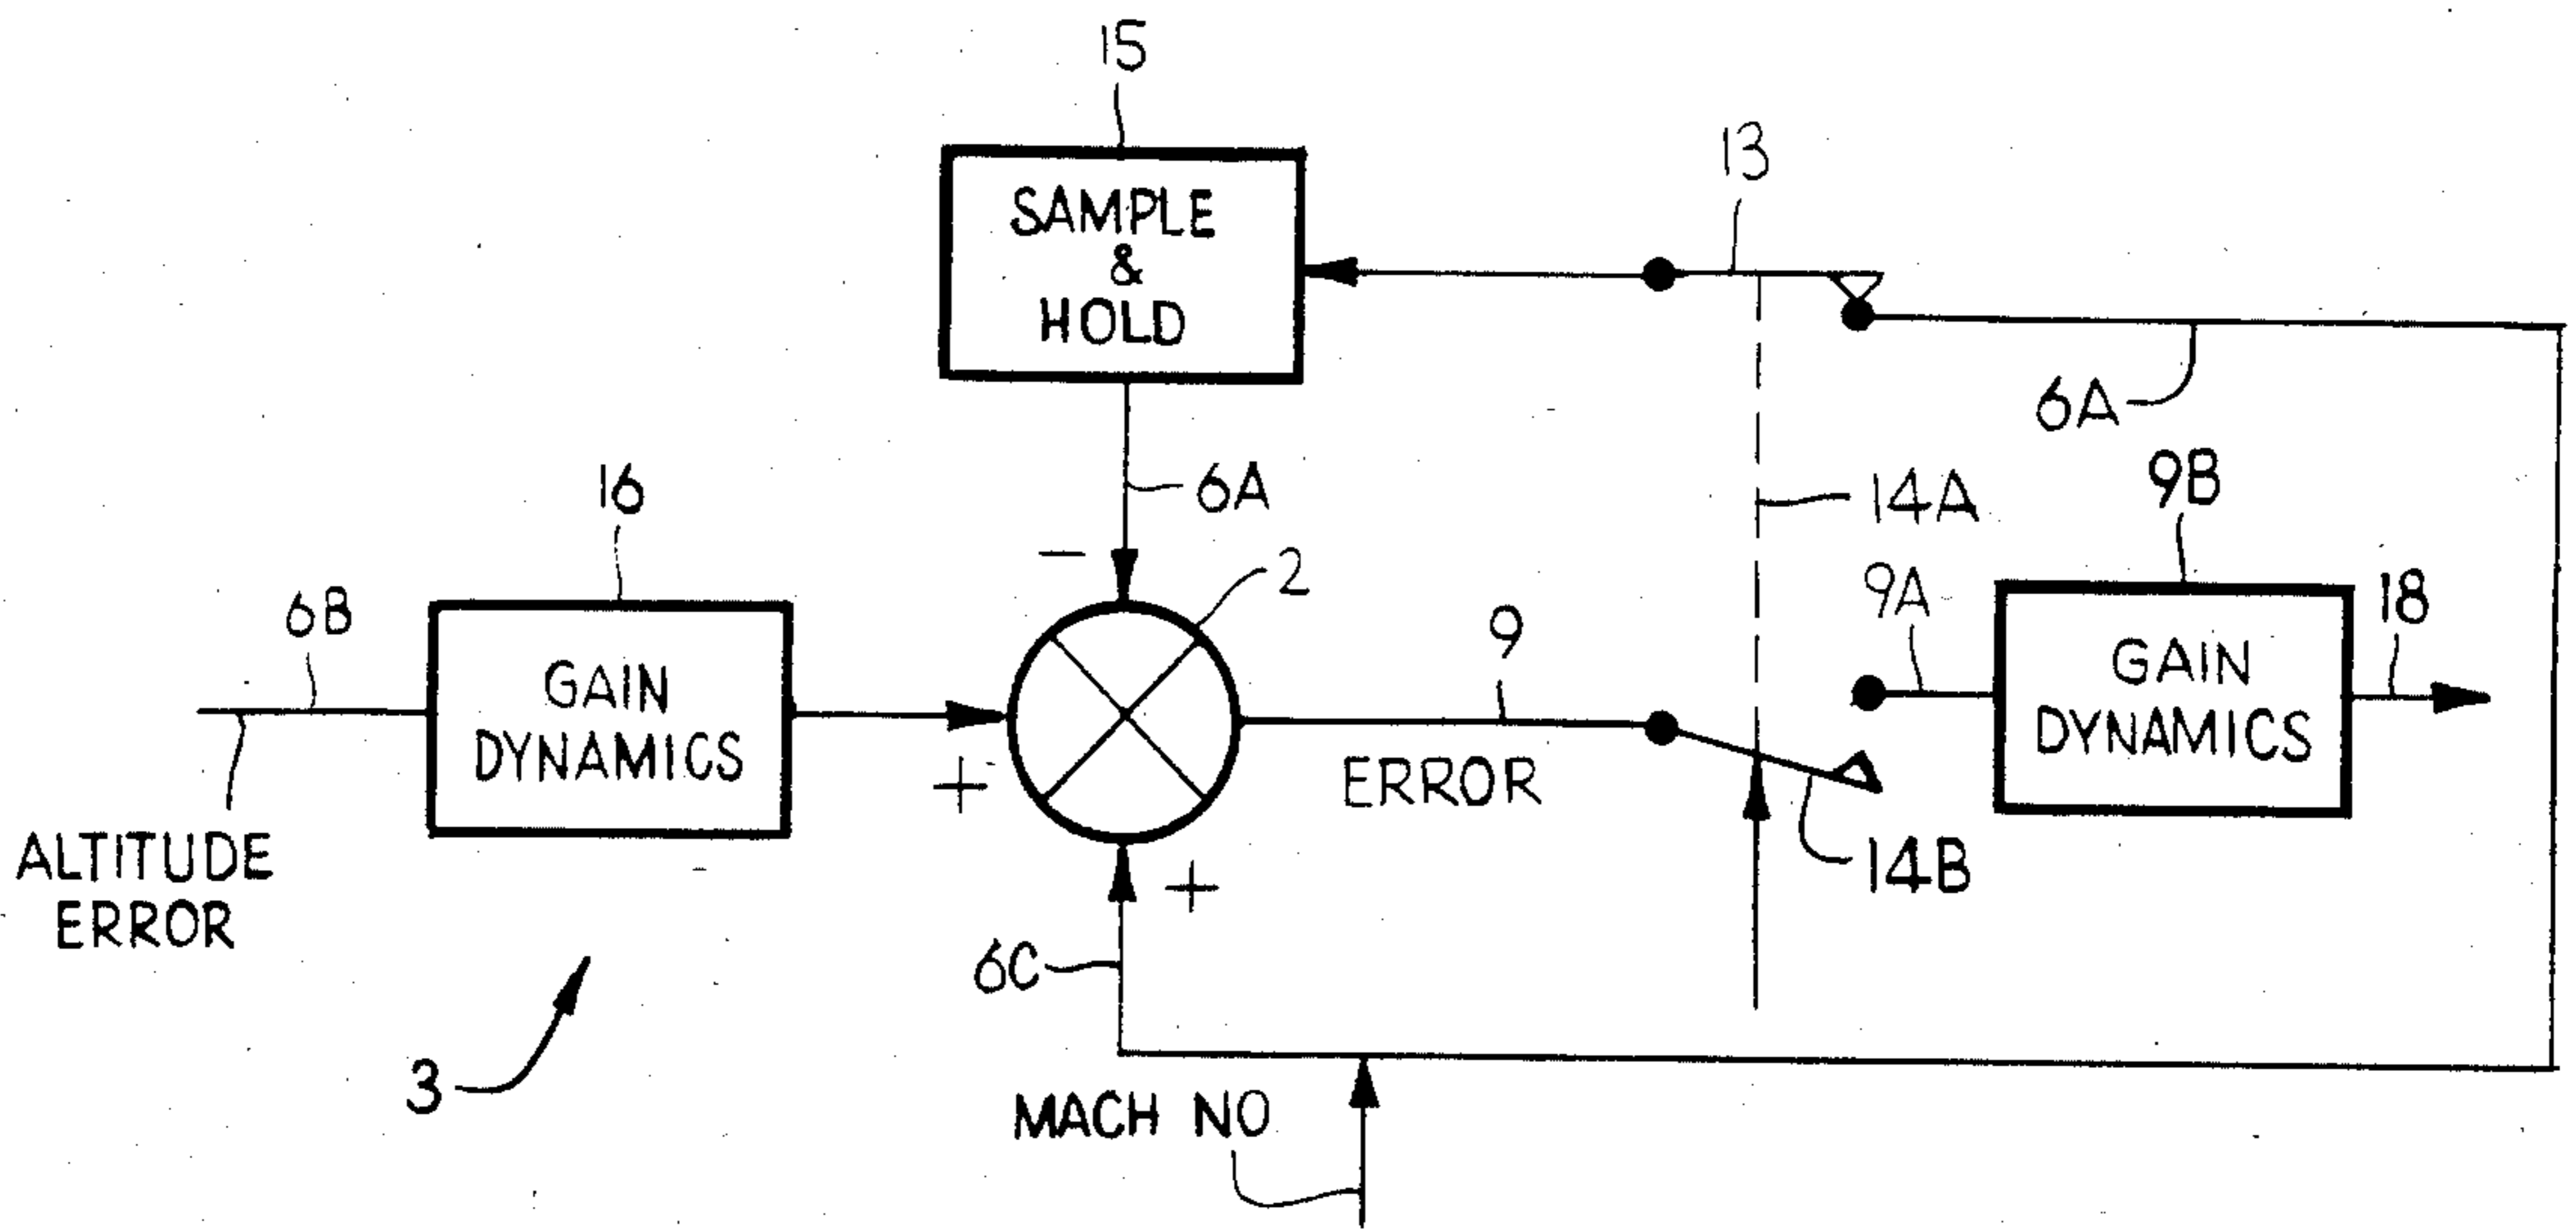 15
SAMPLE
&
HOLD
13
6A
6A
14A
9B
16
6B
GAIN
DYNAMICS
−
2
9
ERROR
9A
GAIN
DYNAMICS
18
+
14B
ALTITUDE
ERROR
+
6C
3
MACH NO